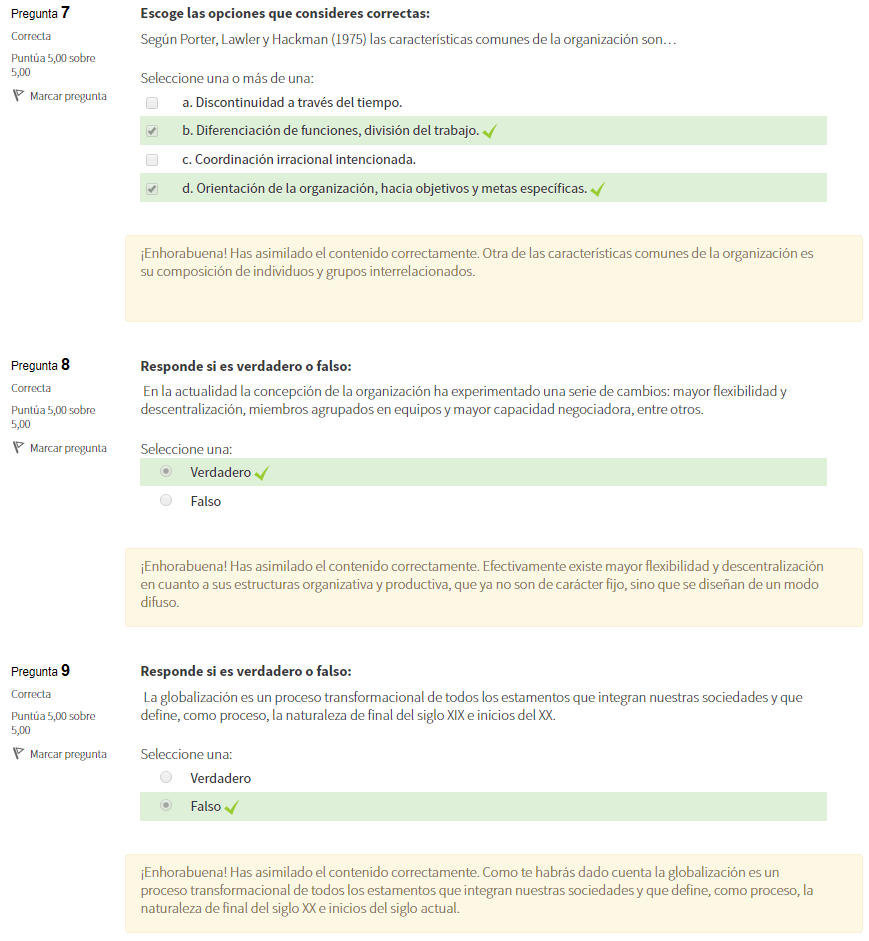 Pregunta 7
Correcta
Puntúa 5,00 sobre
5,00
Marcar pregunta
Escoge las opciones que consideres correctas:
Según Porter, Lawler y Hackman (1975) las características comunes de la organización son…
Seleccione una o más de una:
a. Discontinuidad a través del tiempo.
b. Diferenciación de funciones, división del trabajo.
c. Coordinación irracional intencionada.
d. Orientación de la organización, hacia objetivos y metas específicas.
¡Enhorabuena! Has asimilado el contenido correctamente. Otra de las características comunes de la organización es
su composición de individuos y grupos interrelacionados.
Pregunta 8
Correcta
Puntúa 5,00 sobre
5,00
Marcar pregunta
Responde si es verdadero o falso:
En la actualidad la concepción de la organización ha experimentado una serie de cambios: mayor flexibilidad y
descentralización, miembros agrupados en equipos y mayor capacidad negociadora, entre otros.
Seleccione una:
Verdadero
Falso
¡Enhorabuena! Has asimilado el contenido correctamente. Efectivamente existe mayor flexibilidad y descentralización
en cuanto a sus estructuras organizativa y productiva, que ya no son de carácter fijo, sino que se diseñan de un modo
difuso.
Pregunta 9
Correcta
Puntúa 5,00 sobre
5,00
Marcar pregunta
Responde si es verdadero o falso:
La globalización es un proceso transformacional de todos los estamentos que integran nuestras sociedades y que
define, como proceso, la naturaleza de final del siglo XIX e inicios del XX.
Seleccione una:
Verdadero
Falso
¡Enhorabuena! Has asimilado el contenido correctamente. Como te habrás dado cuenta la globalización es un
proceso transformacional de todos los estamentos que integran nuestras sociedades y que define, como proceso, la
naturaleza de final del siglo XX e inicios del siglo actual.